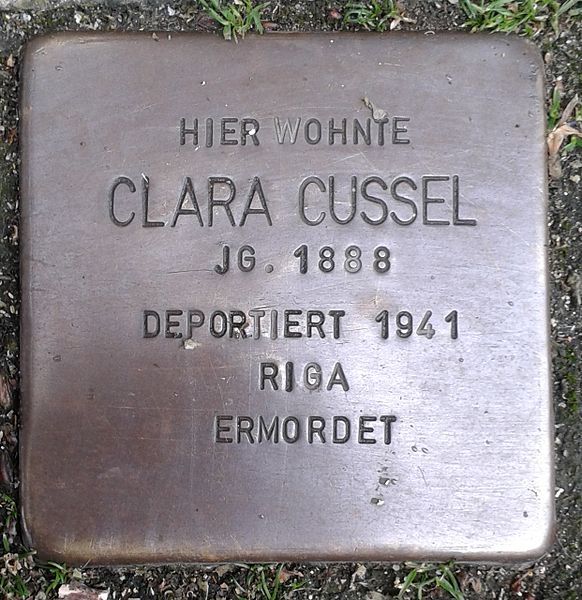 HIER WOHNTE
CLARA CUSSEL
JG. 1888
DEPORTIERT 1941
RIGA
ERMORDET